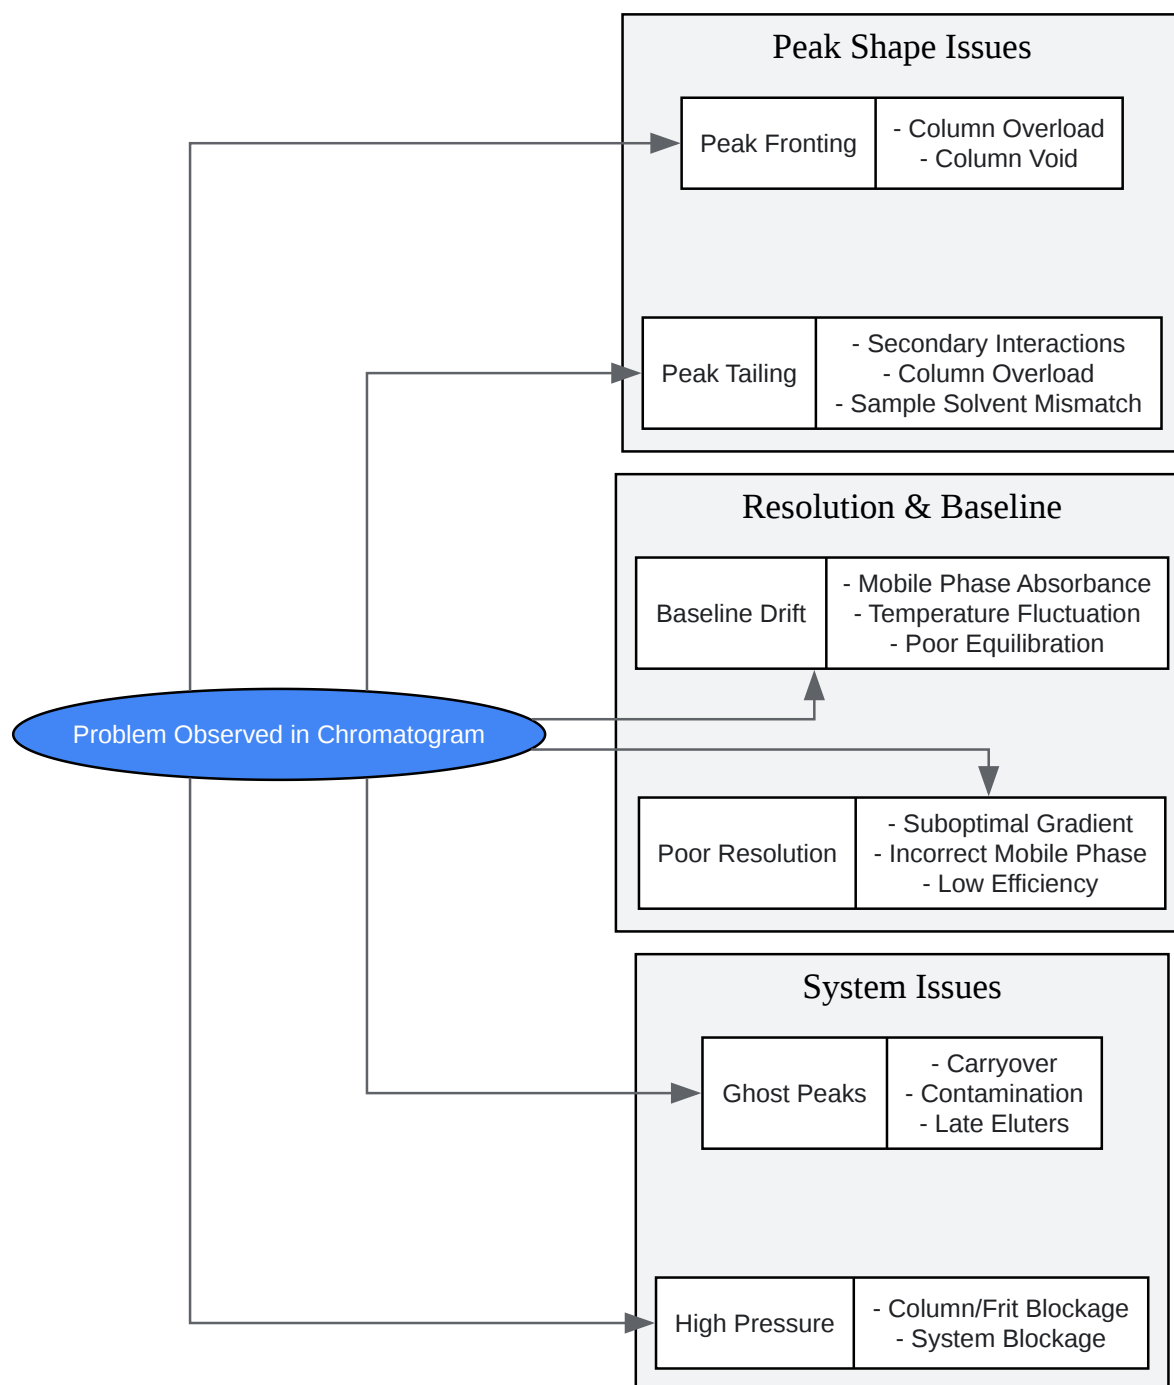 Peak Shape Issues
Peak Fronting
- Column Overload
- Column Void
Peak Tailing
- Secondary Interactions
- Column Overload
- Sample Solvent Mismatch
Resolution & Baseline
Baseline Drift
- Mobile Phase Absorbance
- Temperature Fluctuation
- Poor Equilibration
Problem Observed in Chromatogram
Poor Resolution
- Suboptimal Gradient
- Incorrect Mobile Phase
- Low Efficiency
System Issues
Ghost Peaks
- Carryover
- Contamination
- Late Eluters
High Pressure
- Column/Frit Blockage
- System Blockage